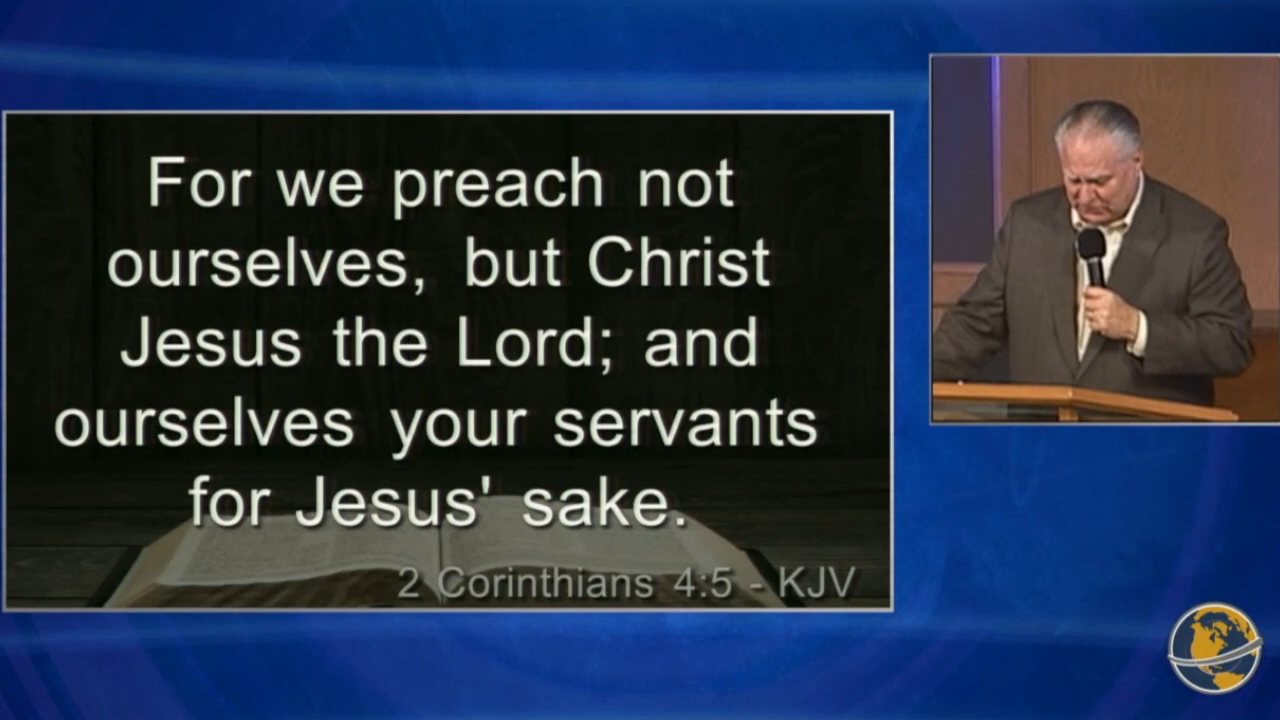 For we preach not
ourselves, but Christ
Jesus the Lord; and
ourselves your servants
for Jesus' sake.
2 Corinthians 4:5 - KJV